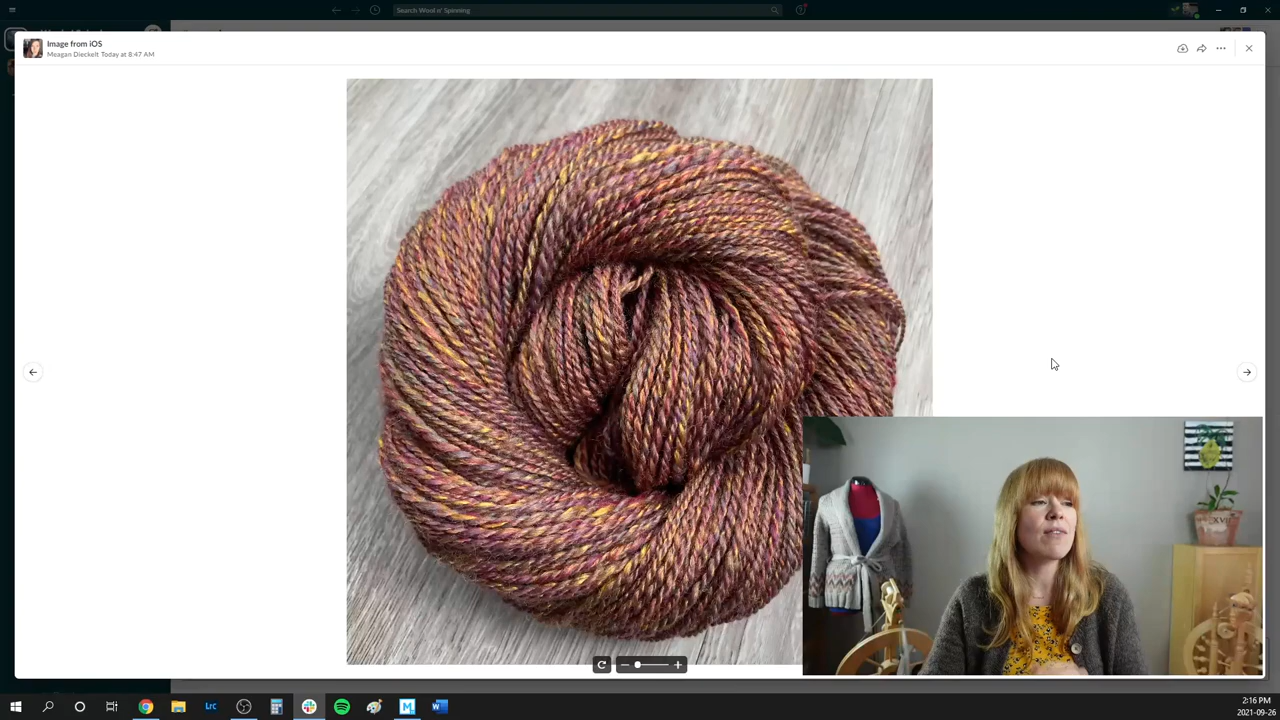 Search Wool n' Spinning
Image from iOS
Meagan Dieckelt Today at 8:47 AM
Lrc
M
W
2:16 PM
2021-09-26